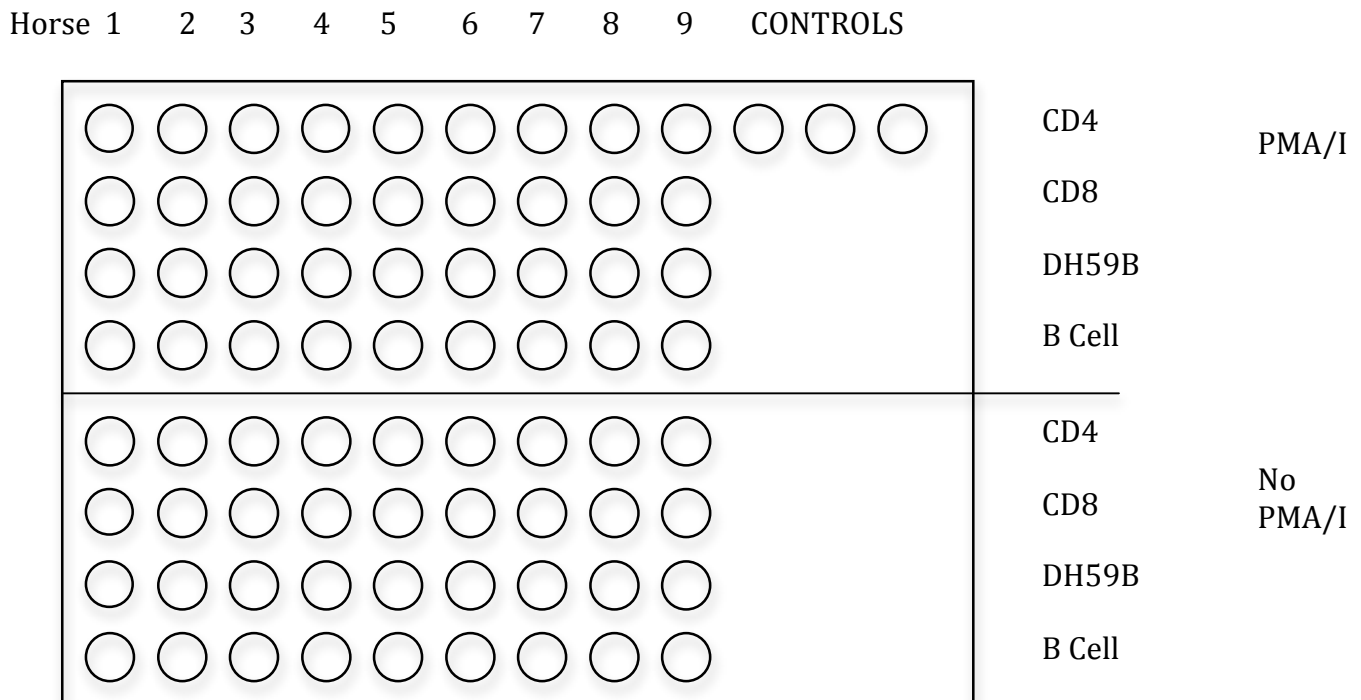 Horse 1 2 3 4 5 6 7 8 9 CONTROLS
CD4
PMA/I
CD8
DH59B
B Cell
CD4
No
PMA/I
CD8
DH59B
B Cell